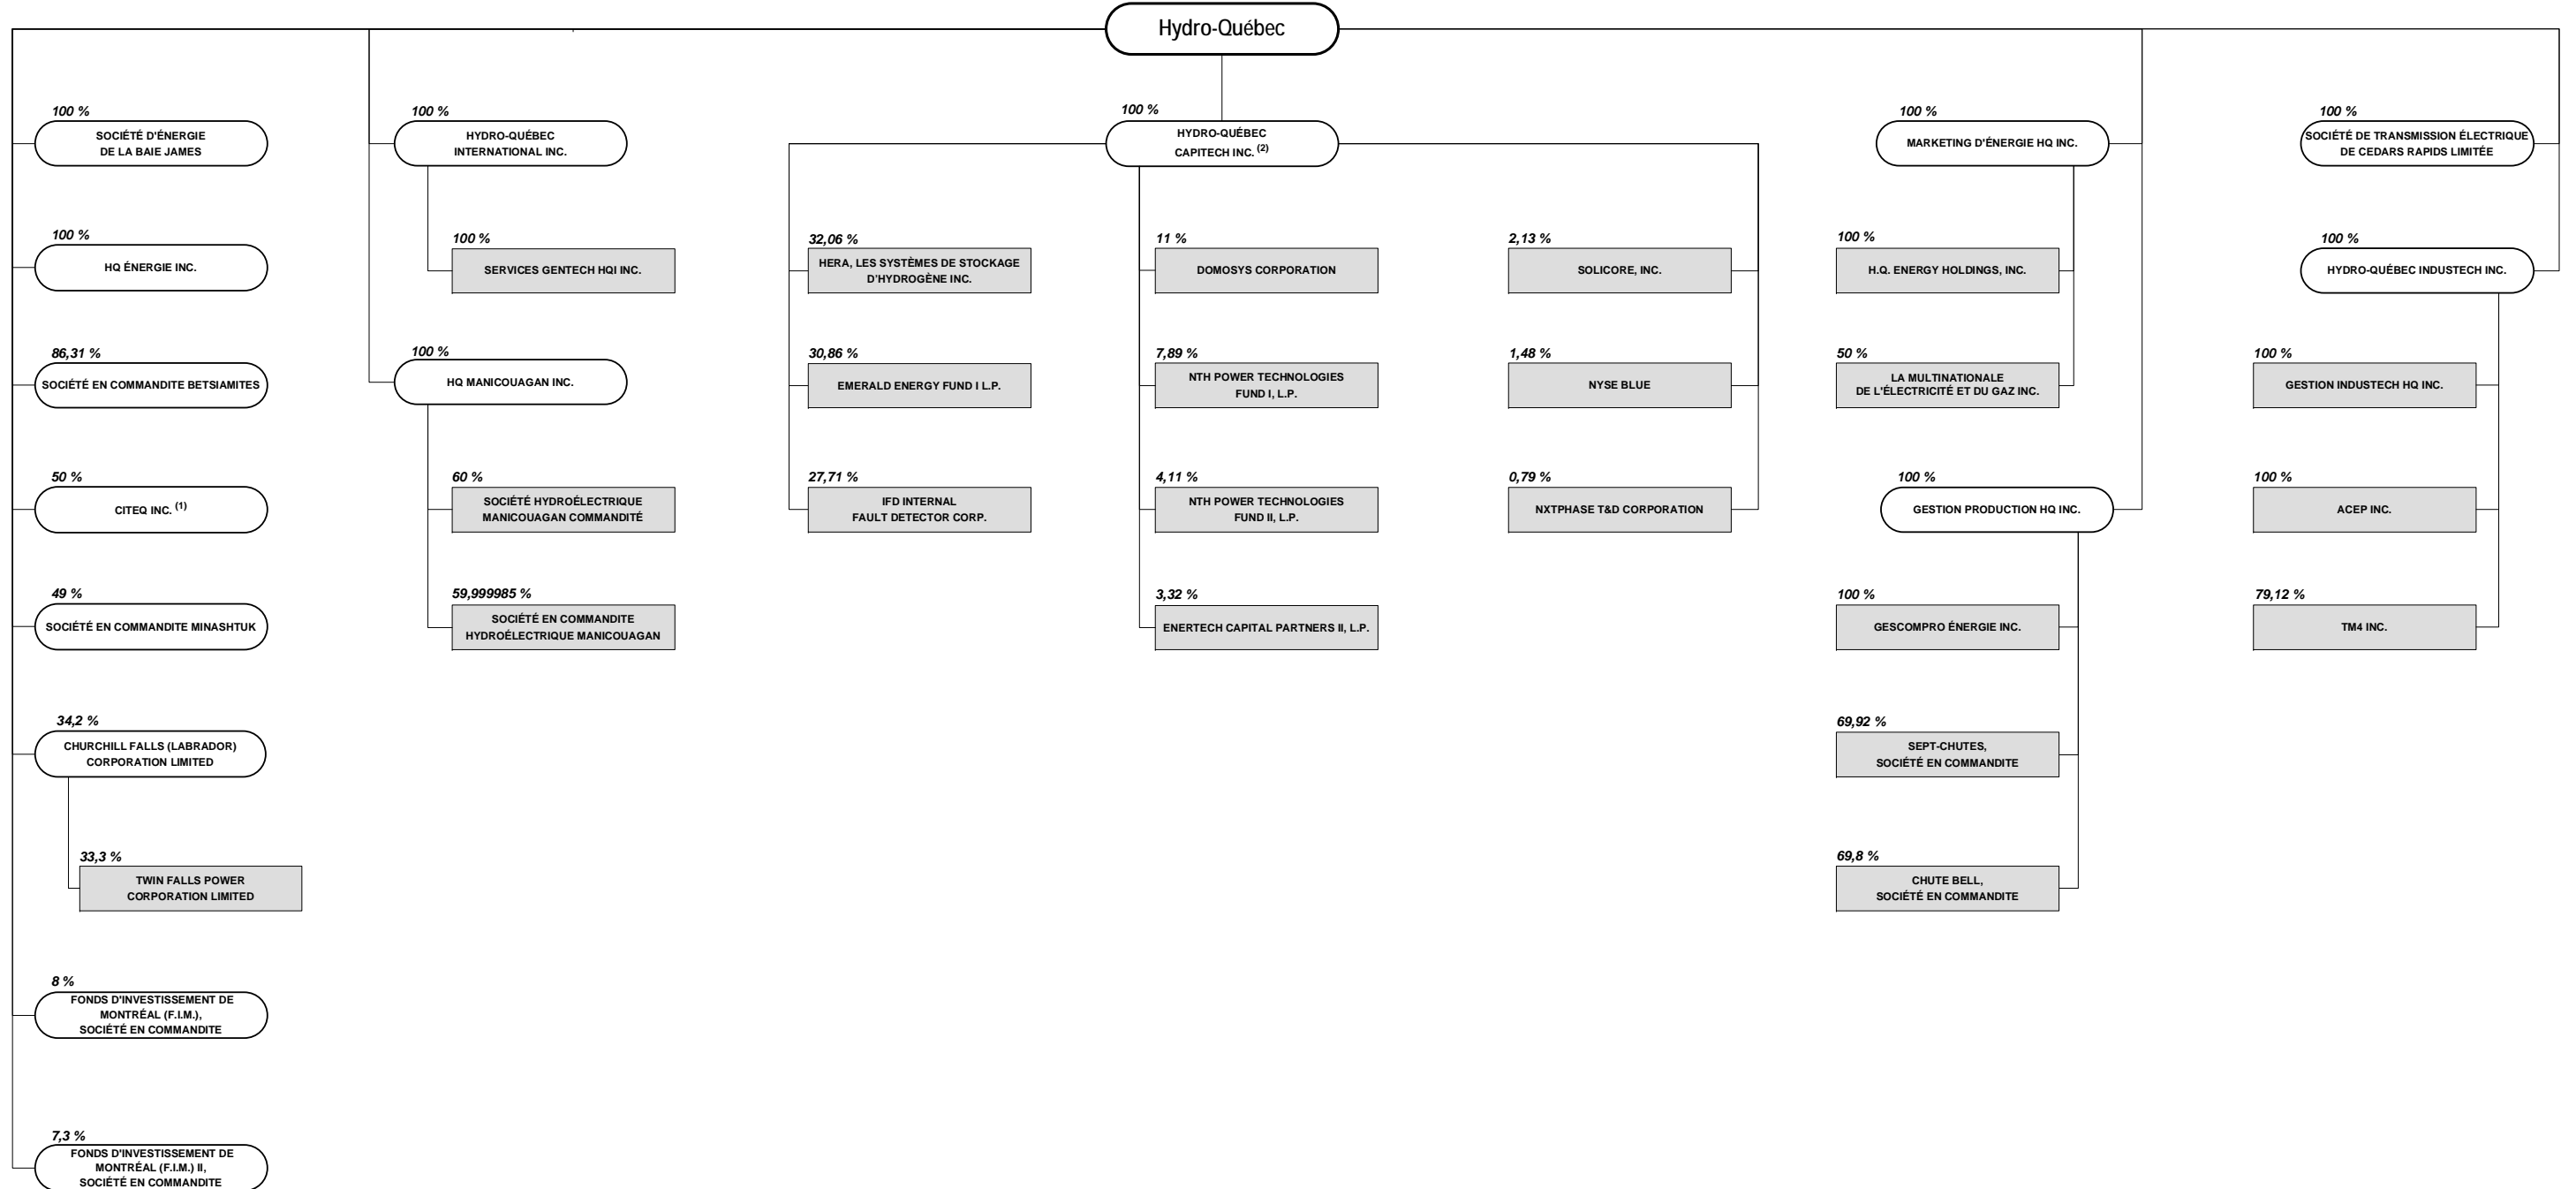 Hydro-Québec
100 %
SOCIÉTÉ D'ÉNERGIE
DE LA BAIE JAMES
100 %
HQ ÉNERGIE INC.
86,31 %
SOCIÉTÉ EN COMMANDITE BETSIAMITES
50 %
CITEQ INC. (1)
49 %
SOCIÉTÉ EN COMMANDITE MINASHTUK
34,2 %
CHURCHILL FALLS (LABRADOR)
CORPORATION LIMITED
33,3 %
TWIN FALLS POWER
CORPORATION LIMITED
8 %
FONDS D'INVESTISSEMENT DE
MONTRÉAL (F.I.M.),
SOCIÉTÉ EN COMMANDITE
7,3 %
FONDS D'INVESTISSEMENT DE
MONTRÉAL (F.I.M.) II,
SOCIÉTÉ EN COMMANDITE
100 %
HYDRO-QUÉBEC
INTERNATIONAL INC.
100 %
SERVICES GENTECH HQI INC.
100 %
HQ MANICOUAGAN INC.
60 %
SOCIÉTÉ HYDROÉLECTRIQUE
MANICOUAGAN COMMANDITÉ
59,999985 %
SOCIÉTÉ EN COMMANDITE
HYDROÉLECTRIQUE MANICOUAGAN
100 %
HYDRO-QUÉBEC
CAPITECH INC. (2)
32,06 %
HERA, LES SYSTÈMES DE STOCKAGE
D'HYDROGÈNE INC.
30,86 %
EMERALD ENERGY FUND I L.P.
27,71 %
IFD INTERNAL
FAULT DETECTOR CORP.
11 %
DOMOSYS CORPORATION
7,89 %
NTH POWER TECHNOLOGIES
FUND I, L.P.
4,11 %
NTH POWER TECHNOLOGIES
FUND II, L.P.
3,32 %
ENERTECH CAPITAL PARTNERS II, L.P.
2,13 %
SOLICORE, INC.
1,48 %
NYSE BLUE
0,79 %
NXTPHASE T&D CORPORATION
100 %
MARKETING D'ÉNERGIE HQ INC.
100 %
H.Q. ENERGY HOLDINGS, INC.
50 %
LA MULTINATIONALE
DE L'ÉLECTRICITÉ ET DU GAZ INC.
100 %
GESTION PRODUCTION HQ INC.
100 %
GESCOMPRO ÉNERGIE INC.
69,92 %
SEPT-CHUTES,
SOCIÉTÉ EN COMMANDITE
69,8 %
CHUTE BELL,
SOCIÉTÉ EN COMMANDITE
100 %
SOCIÉTÉ DE TRANSMISSION ÉLECTRIQUE
DE CEDARS RAPIDS LIMITÉE
100 %
HYDRO-QUÉBEC INDUSTECH INC.
100 %
GESTION INDUSTECH HQ INC.
100 %
ACEP INC.
79,12 %
TM4 INC.